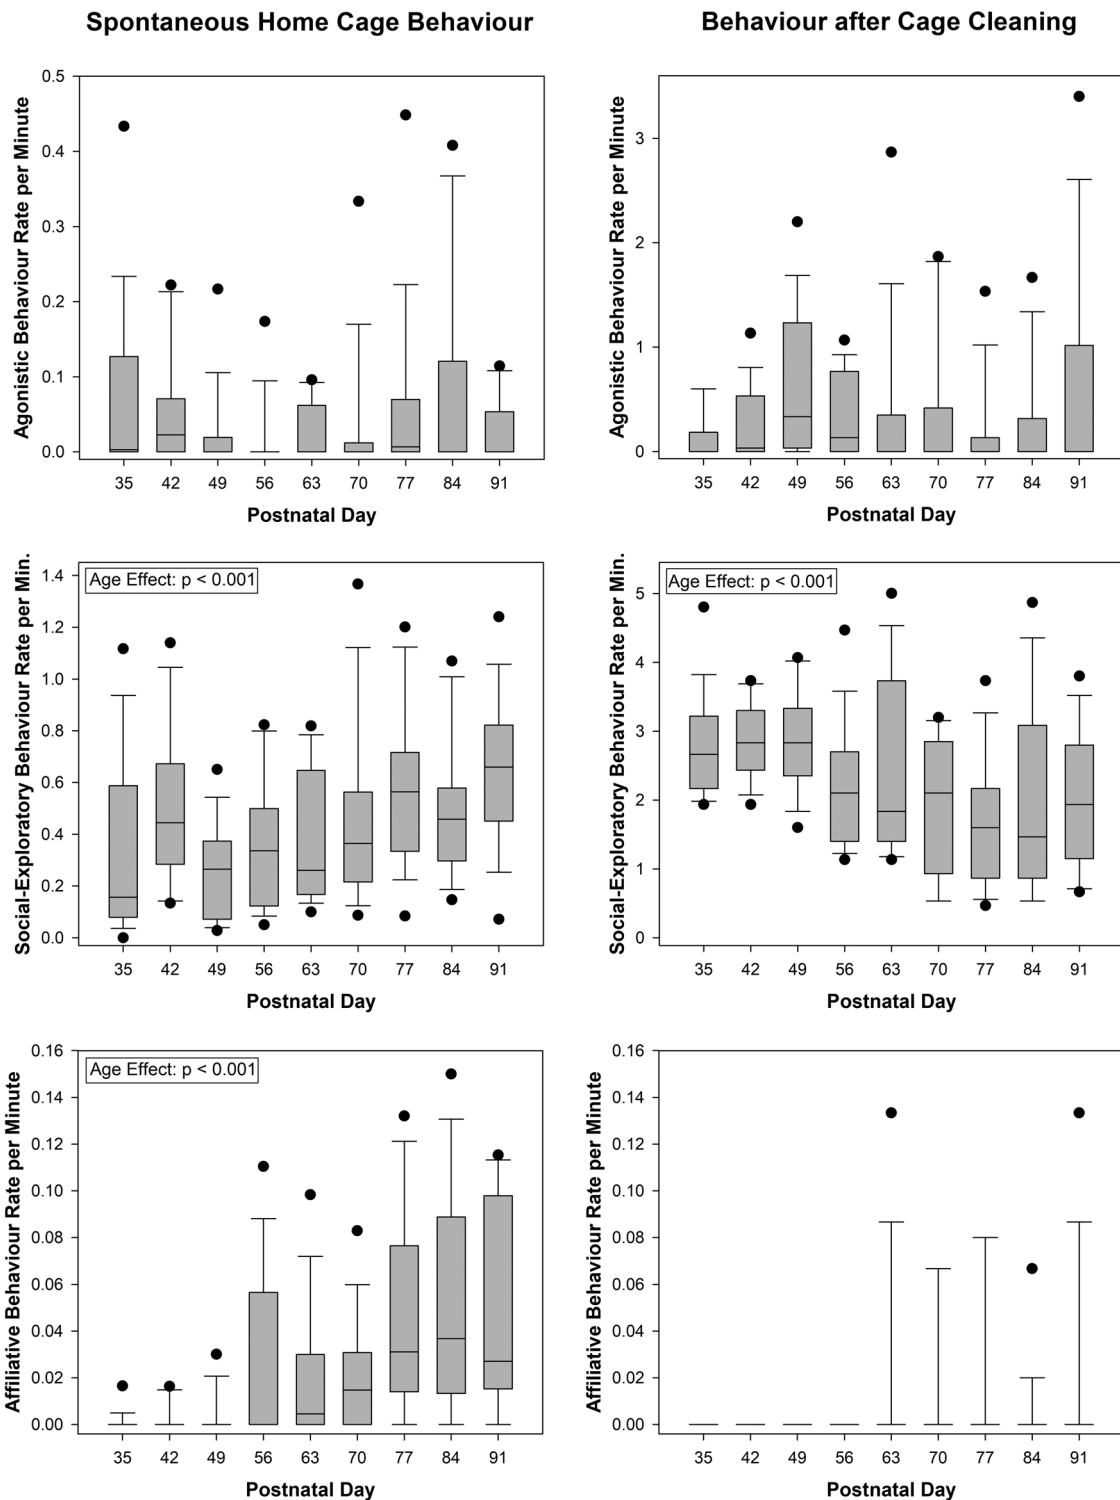 Spontaneous Home Cage Behaviour
Behaviour after Cage Cleaning
Agonistic Behaviour Rate per Minute
0.5
0.4
0.3
0.2
0.1
0.0
35 42 49 56 63 70 77 84 91
Postnatal Day
Agonistic Behaviour Rate per Minute
3
2
1
0
35 42 49 56 63 70 77 84 91
Postnatal Day
Social-Exploratory Behaviour Rate per Min.
Age Effect: p < 0.001
1.4
1.2
1.0
0.8
0.6
0.4
0.2
0.0
35 42 49 56 63 70 77 84 91
Postnatal Day
Social-Exploratory Behaviour Rate per Min.
Age Effect: p < 0.001
5
4
3
2
1
0
35 42 49 56 63 70 77 84 91
Postnatal Day
Affiliative Behaviour Rate per Minute
0.16
Age Effect: p < 0.001
0.14
0.12
0.10
0.08
0.06
0.04
0.02
0.00
35 42 49 56 63 70 77 84 91
Postnatal Day
Affiliative Behaviour Rate per Minute
0.16
0.14
0.12
0.10
0.08
0.06
0.04
0.02
0.00
35 42 49 56 63 70 77 84 91
Postnatal Day